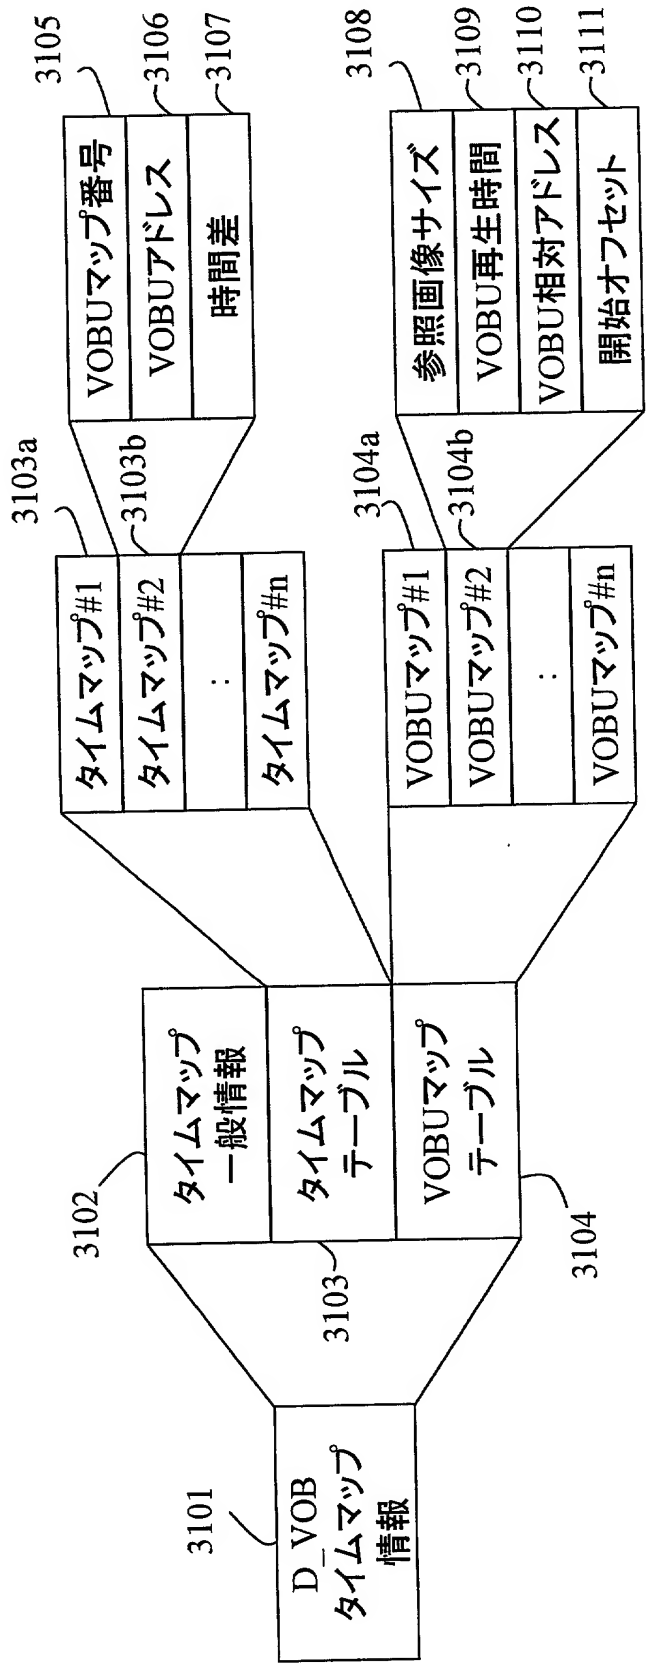 3101
D_VOB
タイムマップ
情報
3102
タイムマップ
一般情報
3103
タイムマップ
テーブル
3104
VOBUマップ
テーブル
3103a
タイムマップ#1
3103b
タイムマップ#2
:
タイムマップ#n
3104a
VOBUマップ#1
3104b
VOBUマップ#2
:
VOBUマップ#n
3105
VOBUマップ番号
3106
VOBUアドレス
3107
時間差
3108
参照画像サイズ
3109
VOBU再生時間
3110
VOBU相対アドレス
3111
開始オフセット